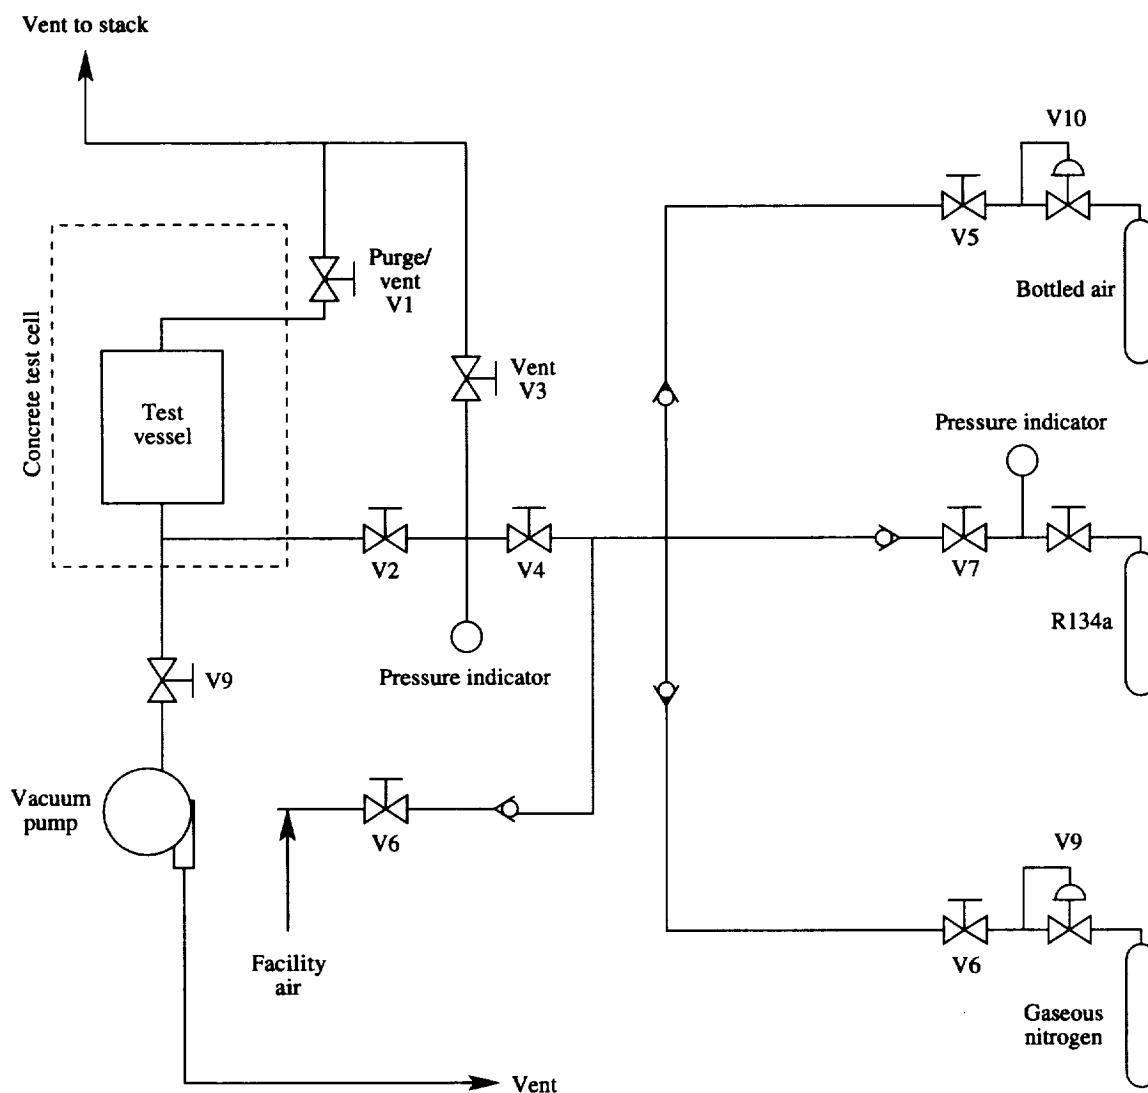 Vent to stack
V10
Purge/
vent
V1
V5
Bottled air
Concrete test cell
Test
vessel
Vent
V3
Pressure indicator
V2
V4
V7
R134a
V9
Pressure indicator
Vacuum
pump
V6
V9
Facility
air
V6
Gaseous
nitrogen
Vent